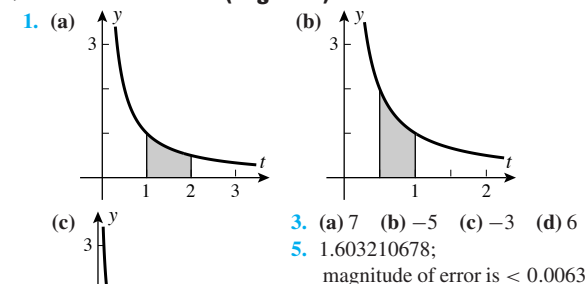 1. (a)
y
3
t
1 2 3
(b)
y
3
t
1 2
(c)
y
3
3. (a) 7 (b) −5 (c) −3 (d) 6
5. 1.603210678;
magnitude of error is < 0.0063